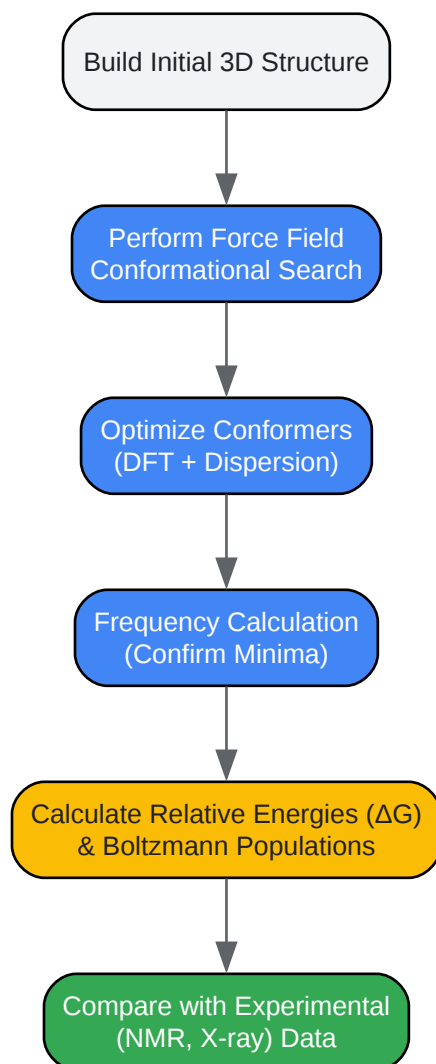 Build Initial 3D Structure
Perform Force Field
Conformational Search
Optimize Conformers
(DFT + Dispersion)
Frequency Calculation
(Confirm Minima)
Calculate Relative Energies (ΔG)
& Boltzmann Populations
Compare with Experimental
(NMR, X-ray) Data